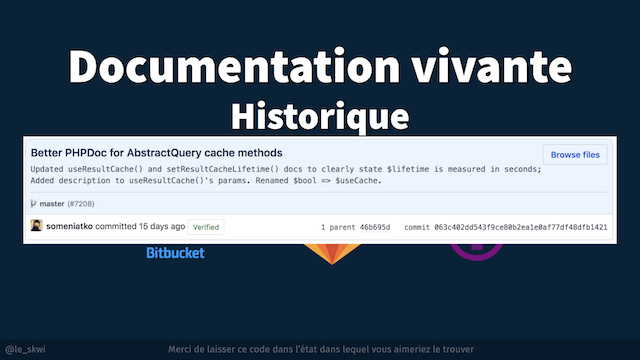 Documentation vivante
Historique
Better PHPDoc for AbstractQuery cache methods
Browse files
Updated useResultCache() and setResultCacheLifetime() docs to clearly state $lifetime is measured in seconds;
Added description to useResultCache()'s params. Renamed $bool => $useCache.
master (#7208)
someniatko committed 15 days ago Verified
1 parent 46b695d commit 063c402dd543f9ce80b2ea1e0af77df48dfb1421
Bitbucket
@le_skwi
Merci de laisser ce code dans l'état dans lequel vous aimeriez le trouver